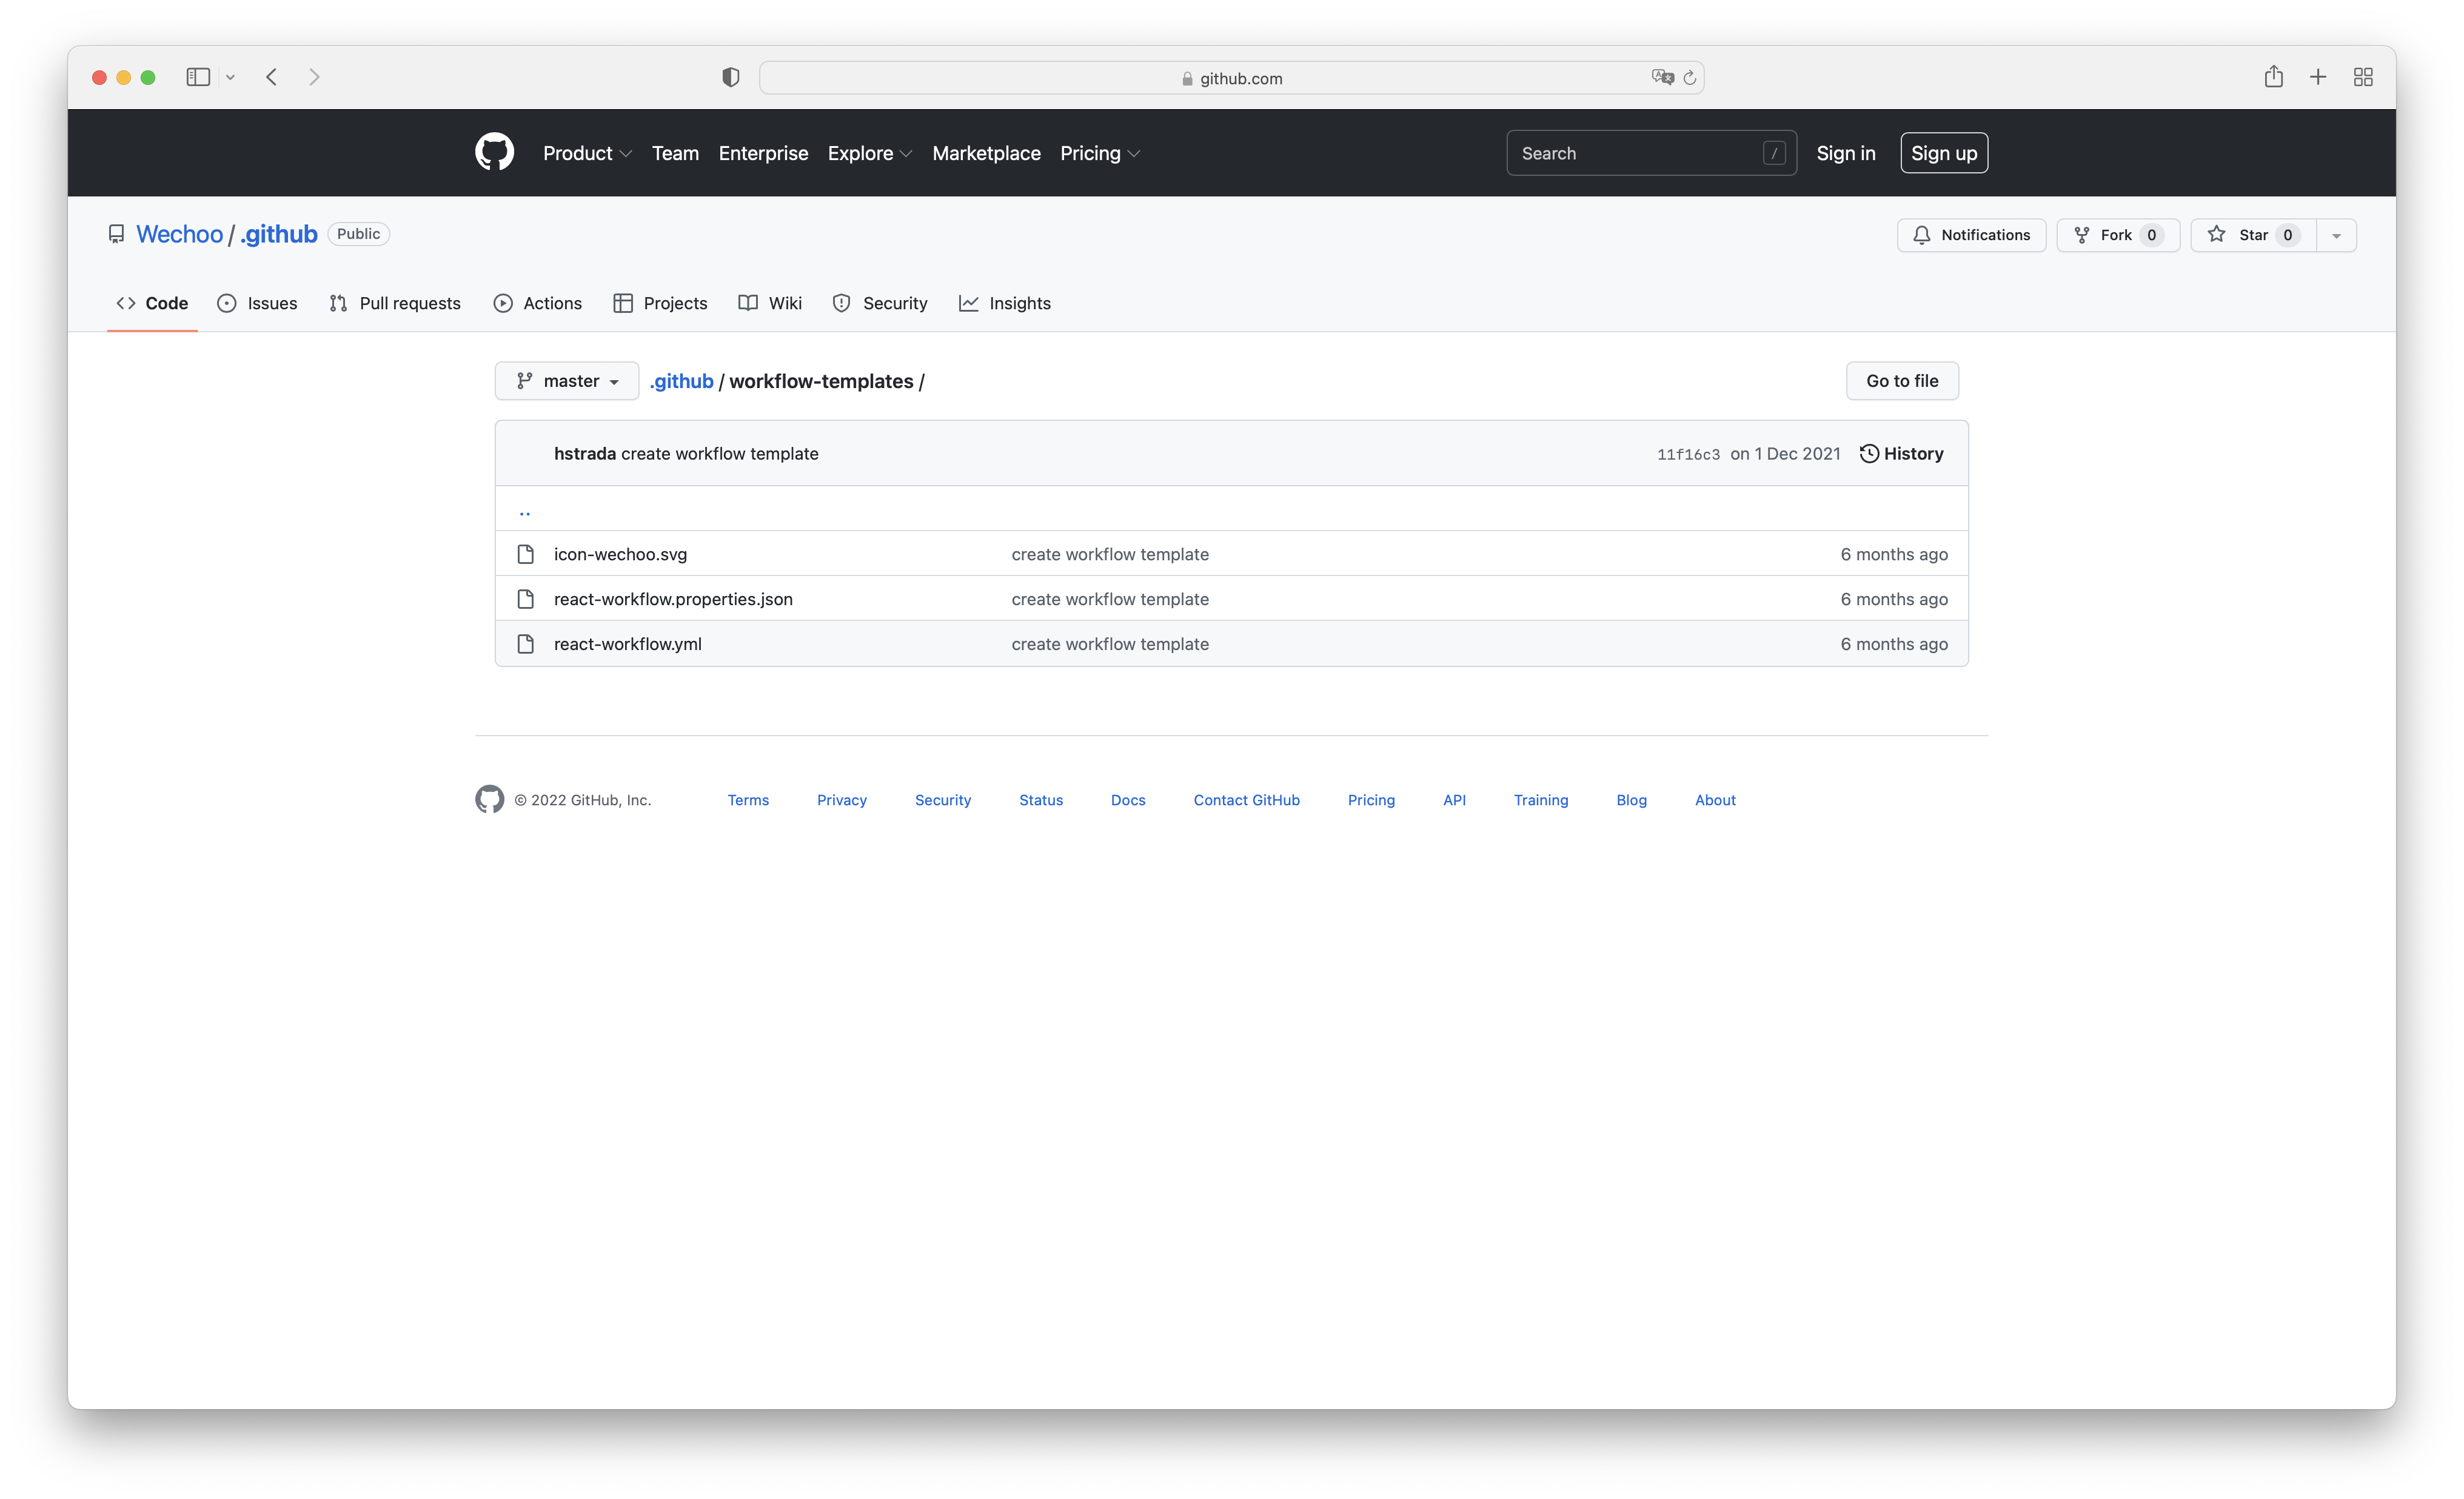 github.com
Product Team Enterprise Explore Marketplace Pricing Search / Sign in Sign up
Wechoo / .github Public Notifications Fork 0 Star 0
Code Issues Pull requests Actions Projects Wiki Security Insights
master .github / workflow-templates / Go to file
hstrada create workflow template 11f16c3 on 1 Dec 2021 History
..
icon-wechoo.svg create workflow template 6 months ago
react-workflow.properties.json create workflow template 6 months ago
react-workflow.yml create workflow template 6 months ago
© 2022 GitHub, Inc. Terms Privacy Security Status Docs Contact GitHub Pricing API Training Blog About